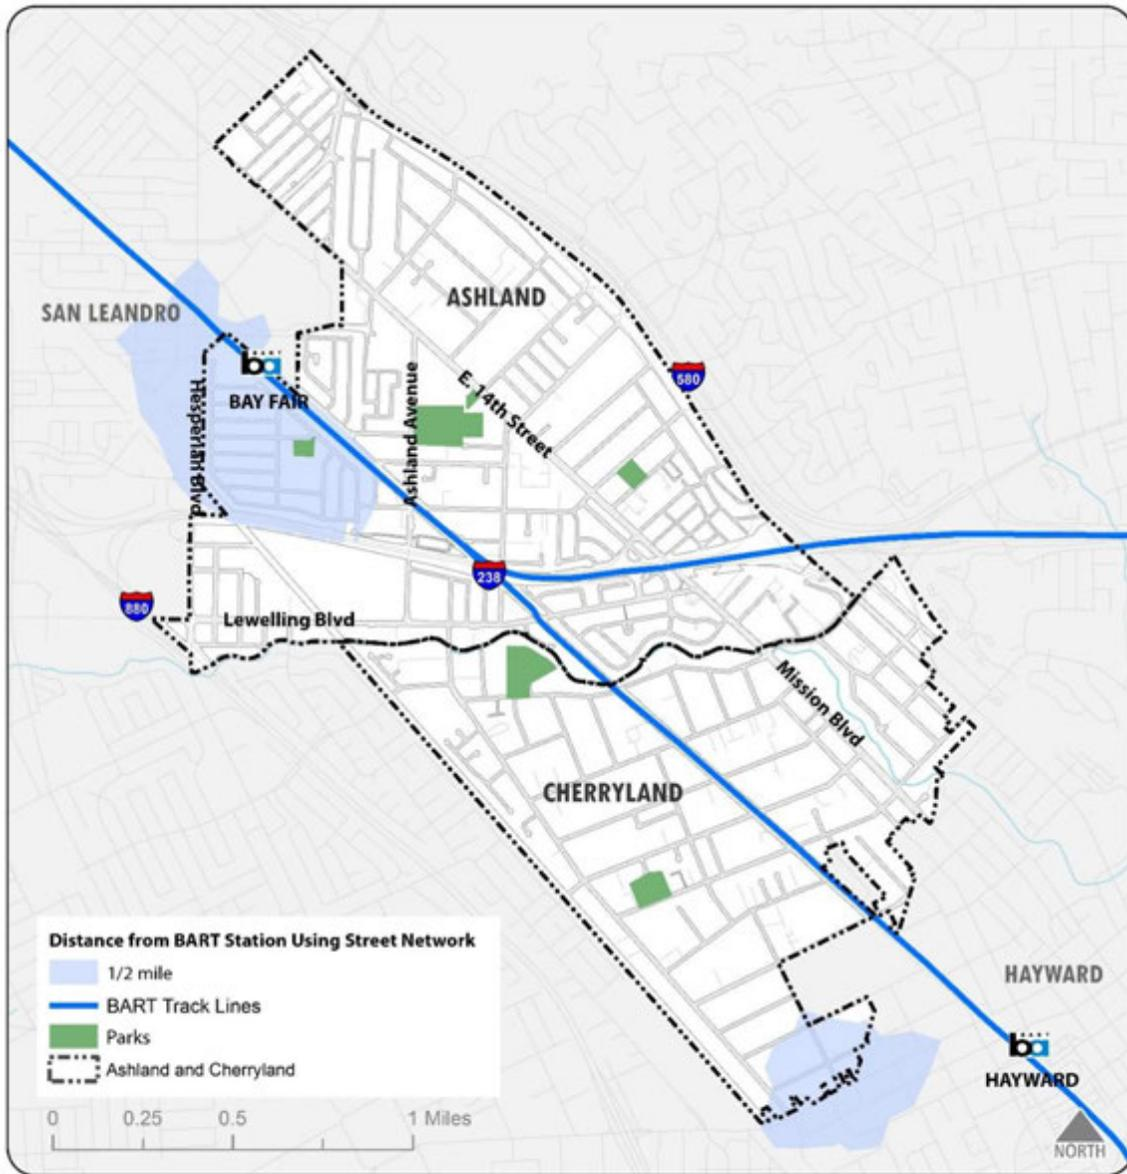 ASHLAND
SAN LEANDRO
ba
BAY FAIR
Hesperian Blvd
Ashland Avenue
E. 14th Street
580
238
880
Lewelling Blvd
Mission Blvd
CHERRYLAND
Distance from BART Station Using Street Network
1/2 mile
BART Track Lines
Parks
Ashland and Cherryland
0 0.25 0.5 1 Miles
HAYWARD
ba
HAYWARD
NORTH